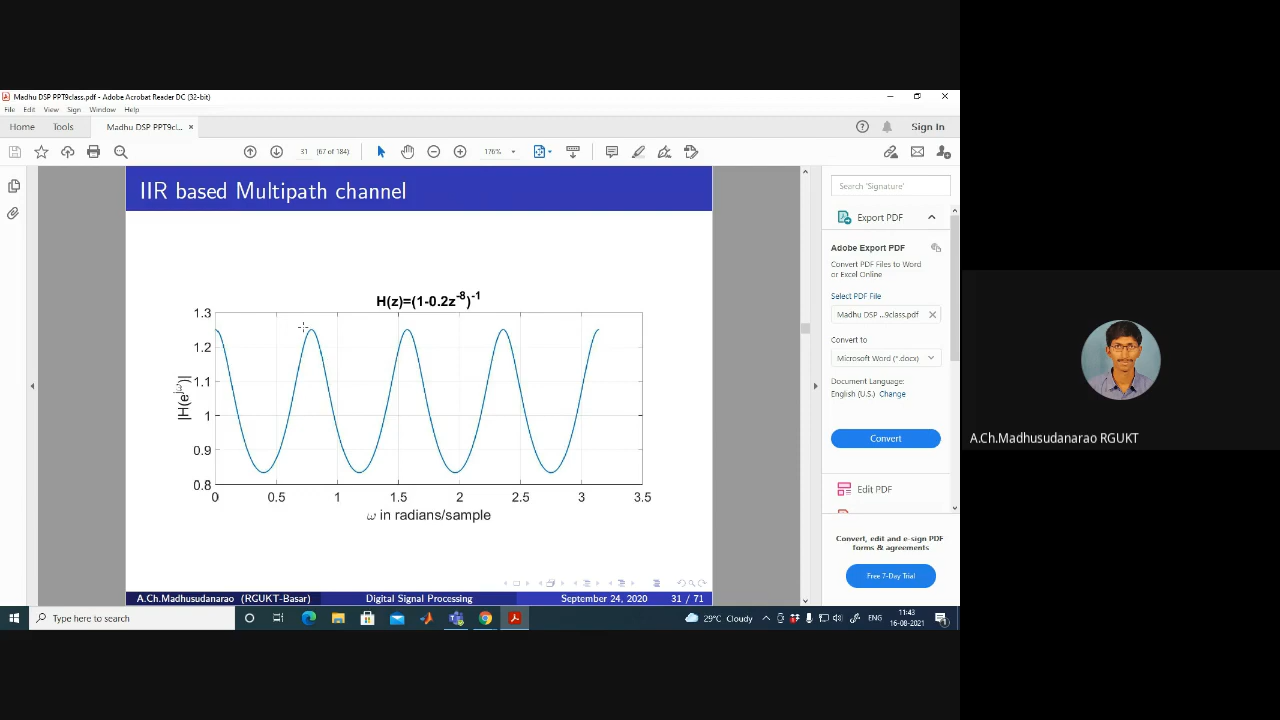 Madhu DSP PPT9class.pdf - Adobe Acrobat Reader DC (32-bit)
File Edit View Sign Window Help
Home Tools Madhu DSP PPT9cl... × Sign In
31 (67 of 184) 176%
IIR based Multipath channel
H(z)=(1-0.2z^-8)^-1
1.3
1.2
1.1
1
0.9
0.8
|H(e^jω)|
0 0.5 1 1.5 2 2.5 3 3.5
ω in radians/sample
A.Ch.Madhusudanarao (RGUKT-Basar) Digital Signal Processing September 24, 2020 31 / 71
Search 'Signature'
Export PDF
Adobe Export PDF
Convert PDF Files to Word
or Excel Online
Select PDF File
Madhu DSP ...9class.pdf ×
Convert to
Microsoft Word (*.docx)
Document Language:
English (U.S.) Change
Convert
Edit PDF
Convert, edit and e-sign PDF
forms & agreements
Free 7-Day Trial
Type here to search
29°C Cloudy
ENG
11:43
16-08-2021
A.Ch.Madhusudanarao RGUKT